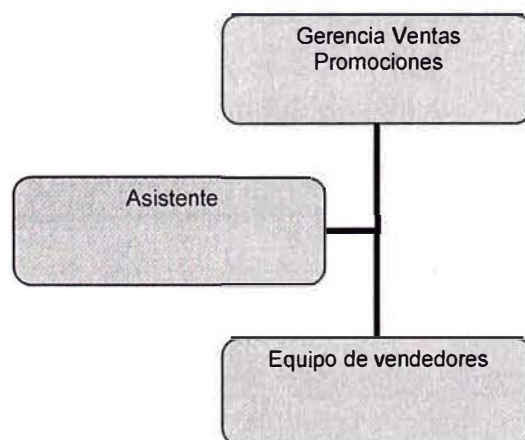 Gerencia Ventas
Promociones
Asistente
Equipo de vendedores